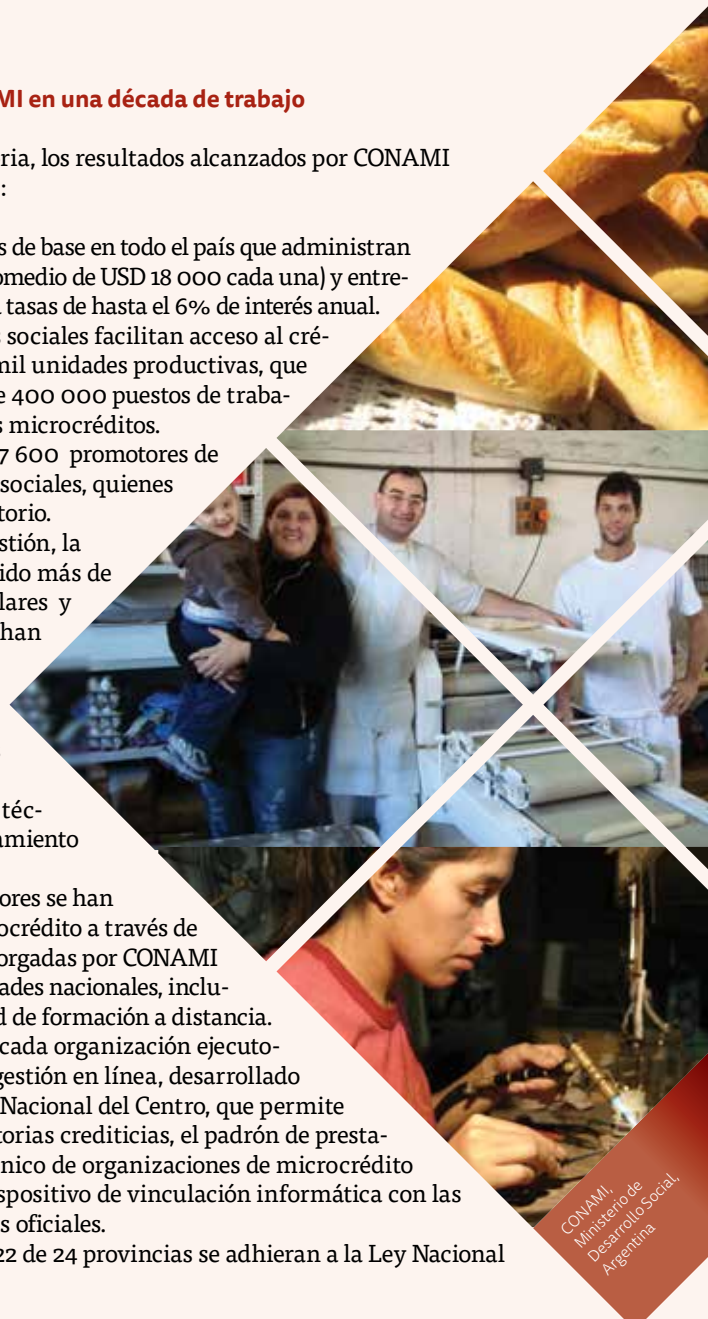 MI en una década de trabajo
ria, los resultados alcanzados por CONAMI
:
s de base en todo el país que administran
omedio de USD 18 000 cada una) y entre-
a tasas de hasta el 6% de interés anual.
s sociales facilitan acceso al cré-
mil unidades productivas, que
e 400 000 puestos de traba-
s microcréditos.
7 600 promotores de
sociales, quienes
torio.
stión, la
ido más de
lares y
han
téc-
amiento
ores se han
ocrédito a través de
orgadas por CONAMI
ades nacionales, inclu-
d de formación a distancia.
cada organización ejecuto-
gestión en línea, desarrollado
Nacional del Centro, que permite
torias crediticias, el padrón de presta-
nico de organizaciones de microcrédito
spositivo de vinculación informática con las
s oficiales.
22 de 24 provincias se adhieran a la Ley Nacional
CONAMI,
Ministerio de
Desarrollo Social,
Argentina